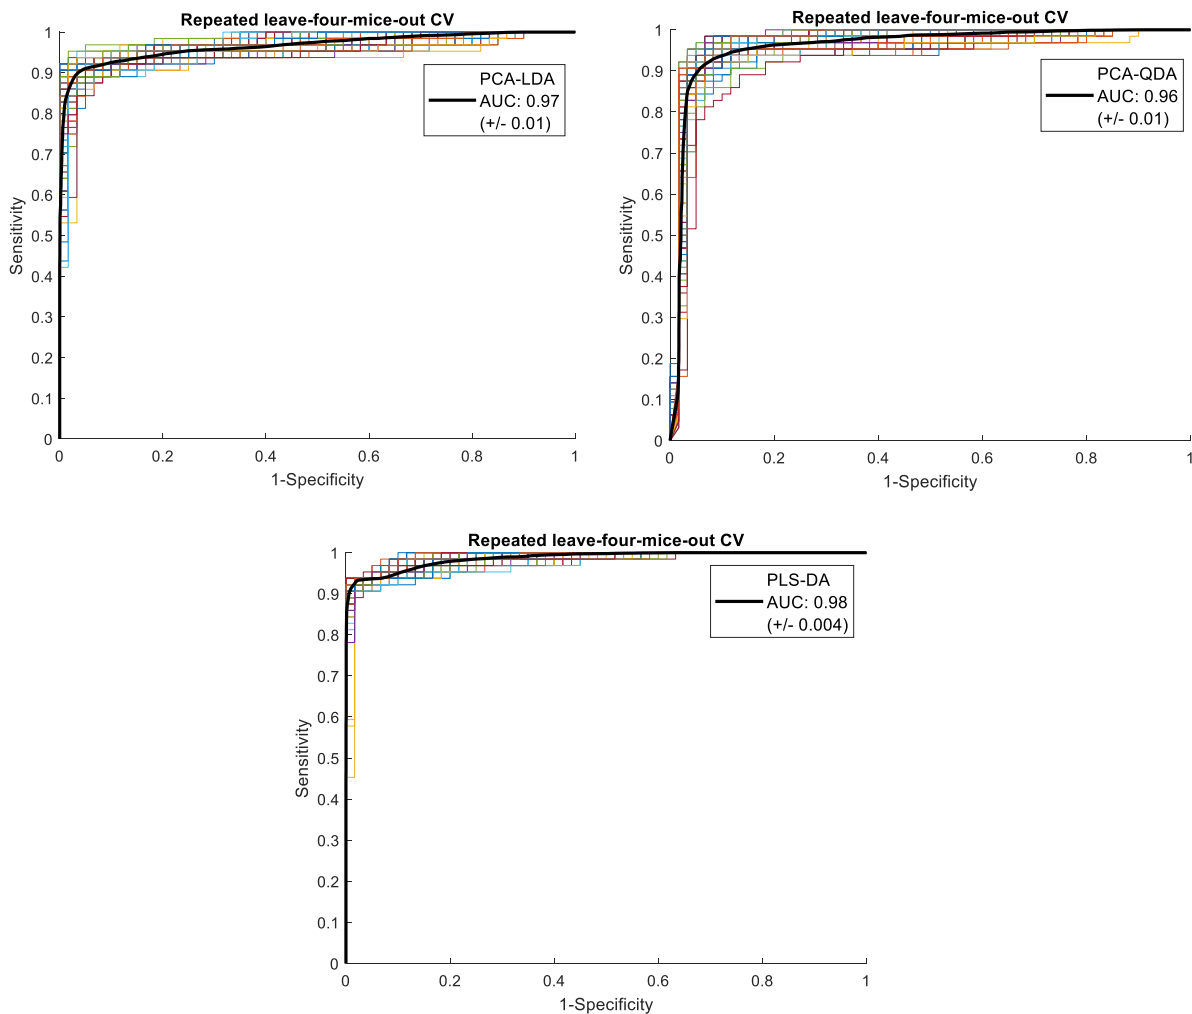 Repeated leave-four-mice-out CV
1
0.9
0.8
0.7
0.6
0.5
0.4
0.3
0.2
0.1
0
Sensitivity
PCA-LDA
AUC: 0.97
(+/- 0.01)
0 0.2 0.4 0.6 0.8 1
1-Specificity
Repeated leave-four-mice-out CV
1
0.9
0.8
0.7
0.6
0.5
0.4
0.3
0.2
0.1
0
Sensitivity
PCA-QDA
AUC: 0.96
(+/- 0.01)
0 0.2 0.4 0.6 0.8 1
1-Specificity
Repeated leave-four-mice-out CV
1
0.9
0.8
0.7
0.6
0.5
0.4
0.3
0.2
0.1
0
Sensitivity
PLS-DA
AUC: 0.98
(+/- 0.004)
0 0.2 0.4 0.6 0.8 1
1-Specificity